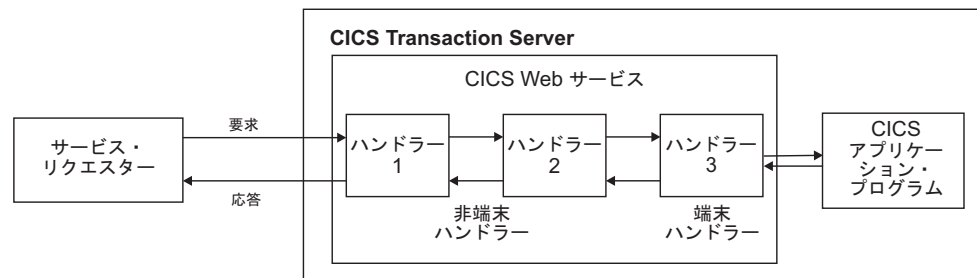 CICS Transaction Server
CICS Web サービス
サービス・
リクエスター
要求
応答
ハンドラー
1
ハンドラー
2
ハンドラー
3
非端末
ハンドラー
端末
ハンドラー
CICS
アプリケー
ション・
プログラム